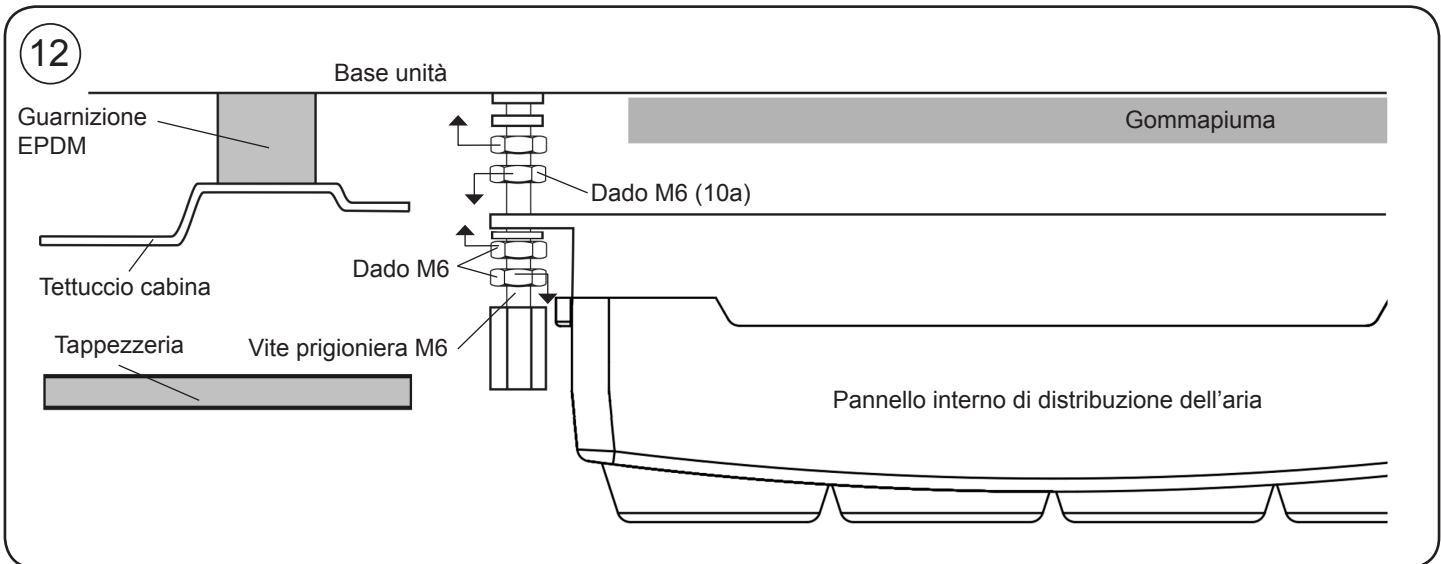 12
Base unità
Guarnizione
EPDM
Gommapiuma
Dado M6 (10a)
Dado M6
Tettuccio cabina
Tappezzeria
Vite prigioniera M6
Pannello interno di distribuzione dell’aria